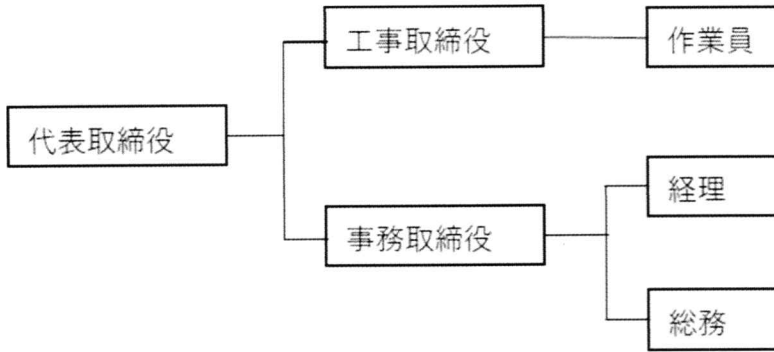 工事取締役
作業員
代表取締役
経理
事務取締役
総務